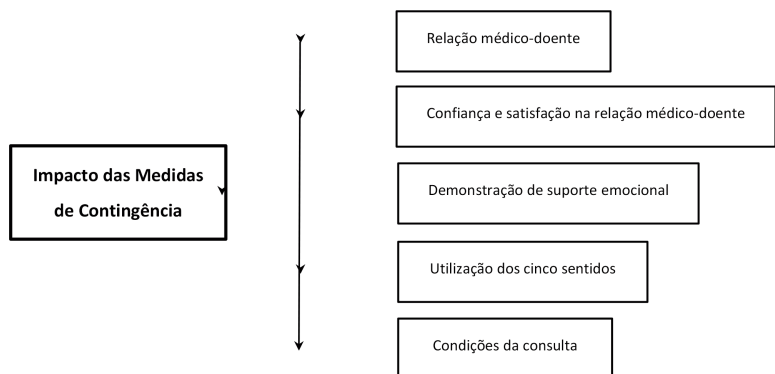 Relação médico-doente
Confiança e satisfação na relação médico-doente
Impacto das Medidas
de Contingência
Demonstração de suporte emocional
Utilização dos cinco sentidos
Condições da consulta